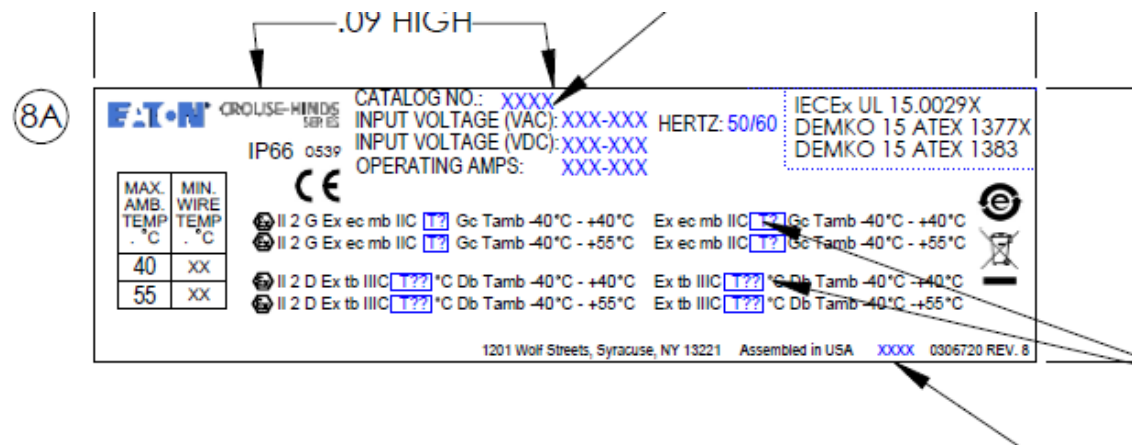 .09 HIGH
8A
EATON CROUSE-HINDS
SERIES
CATALOG NO.: XXXX
INPUT VOLTAGE (VAC): XXX-XXX HERTZ: 50/60
INPUT VOLTAGE (VDC): XXX-XXX
OPERATING AMPS: XXX-XXX
IECEx UL 15.0029X
DEMKO 15 ATEX 1377X
DEMKO 15 ATEX 1383
IP66 0539
CE
MAX. AMB. TEMP . °C MIN. WIRE TEMP . °C
40 XX
55 XX
Ex II 2 G Ex ec mb IIC T? Gc Tamb -40°C - +40°C Ex ec mb IIC T? Gc Tamb -40°C - +40°C
Ex II 2 G Ex ec mb IIC T? Gc Tamb -40°C - +55°C Ex ec mb IIC T? Gc Tamb -40°C - +55°C
Ex II 2 D Ex tb IIIC T?? °C Db Tamb -40°C - +40°C Ex tb IIIC T?? °C Db Tamb -40°C -+40°C
Ex II 2 D Ex tb IIIC T?? °C Db Tamb -40°C - +55°C Ex tb IIIC T?? °C Db Tamb -40°C -+55°C
1201 Wolf Streets, Syracuse, NY 13221 Assembled in USA XXXX 0306720 REV. 8